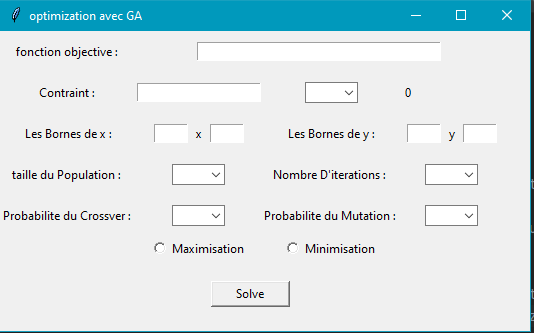 optimization avec GA
fonction objective :
Contraint : 0
Les Bornes de x : x Les Bornes de y : y
taille du Population : Nombre D'iterations :
Probabilite du Crossver : Probabilite du Mutation :
Maximisation Minimisation
Solve